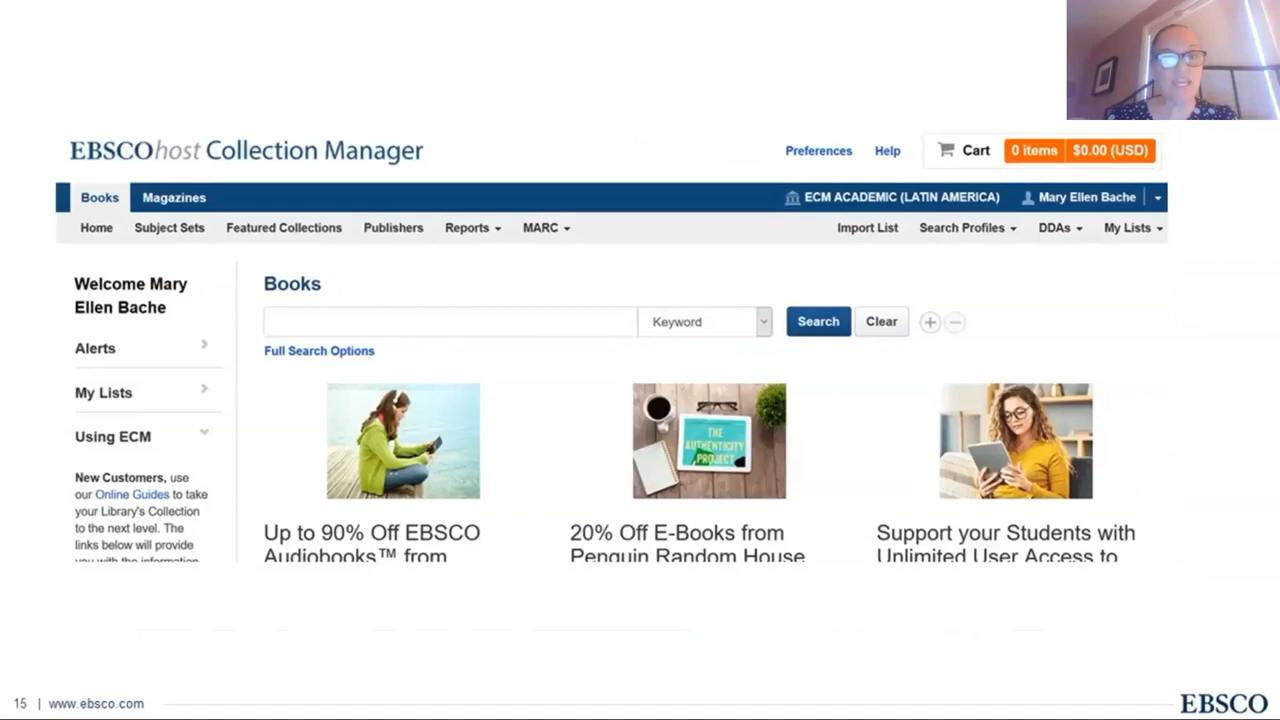 EBSCOhost Collection Manager
Preferences Help Cart 0 items $0.00 (USD)
Books Magazines ECM ACADEMIC (LATIN AMERICA) Mary Ellen Bache
Home Subject Sets Featured Collections Publishers Reports MARC Import List Search Profiles DDAs My Lists
Welcome Mary
Ellen Bache
Alerts
My Lists
Using ECM
New Customers, use
our Online Guides to take
your Library's Collection
to the next level. The
links below will provide
you with the information
Books
Keyword Search Clear
Full Search Options
THE
AUTHENTICITY
PROJECT
Up to 90% Off EBSCO
Audiobooks™ from
20% Off E-Books from
Penguin Random House
Support your Students with
Unlimited User Access to
15 | www.ebsco.com
EBSCO